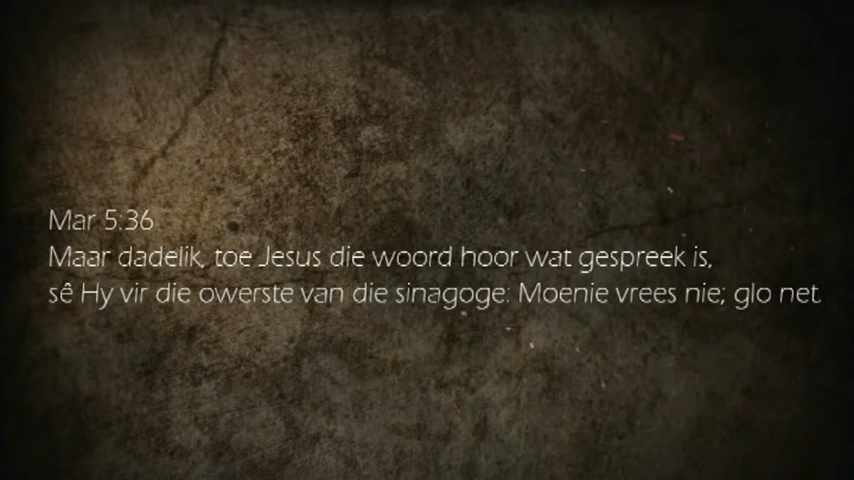 Mar 5:36
Maar dadelik, toe Jesus die woord hoor wat gespreek is,
sê Hy vir die owerste van die sinagoge: Moenie vrees nie; glo net.